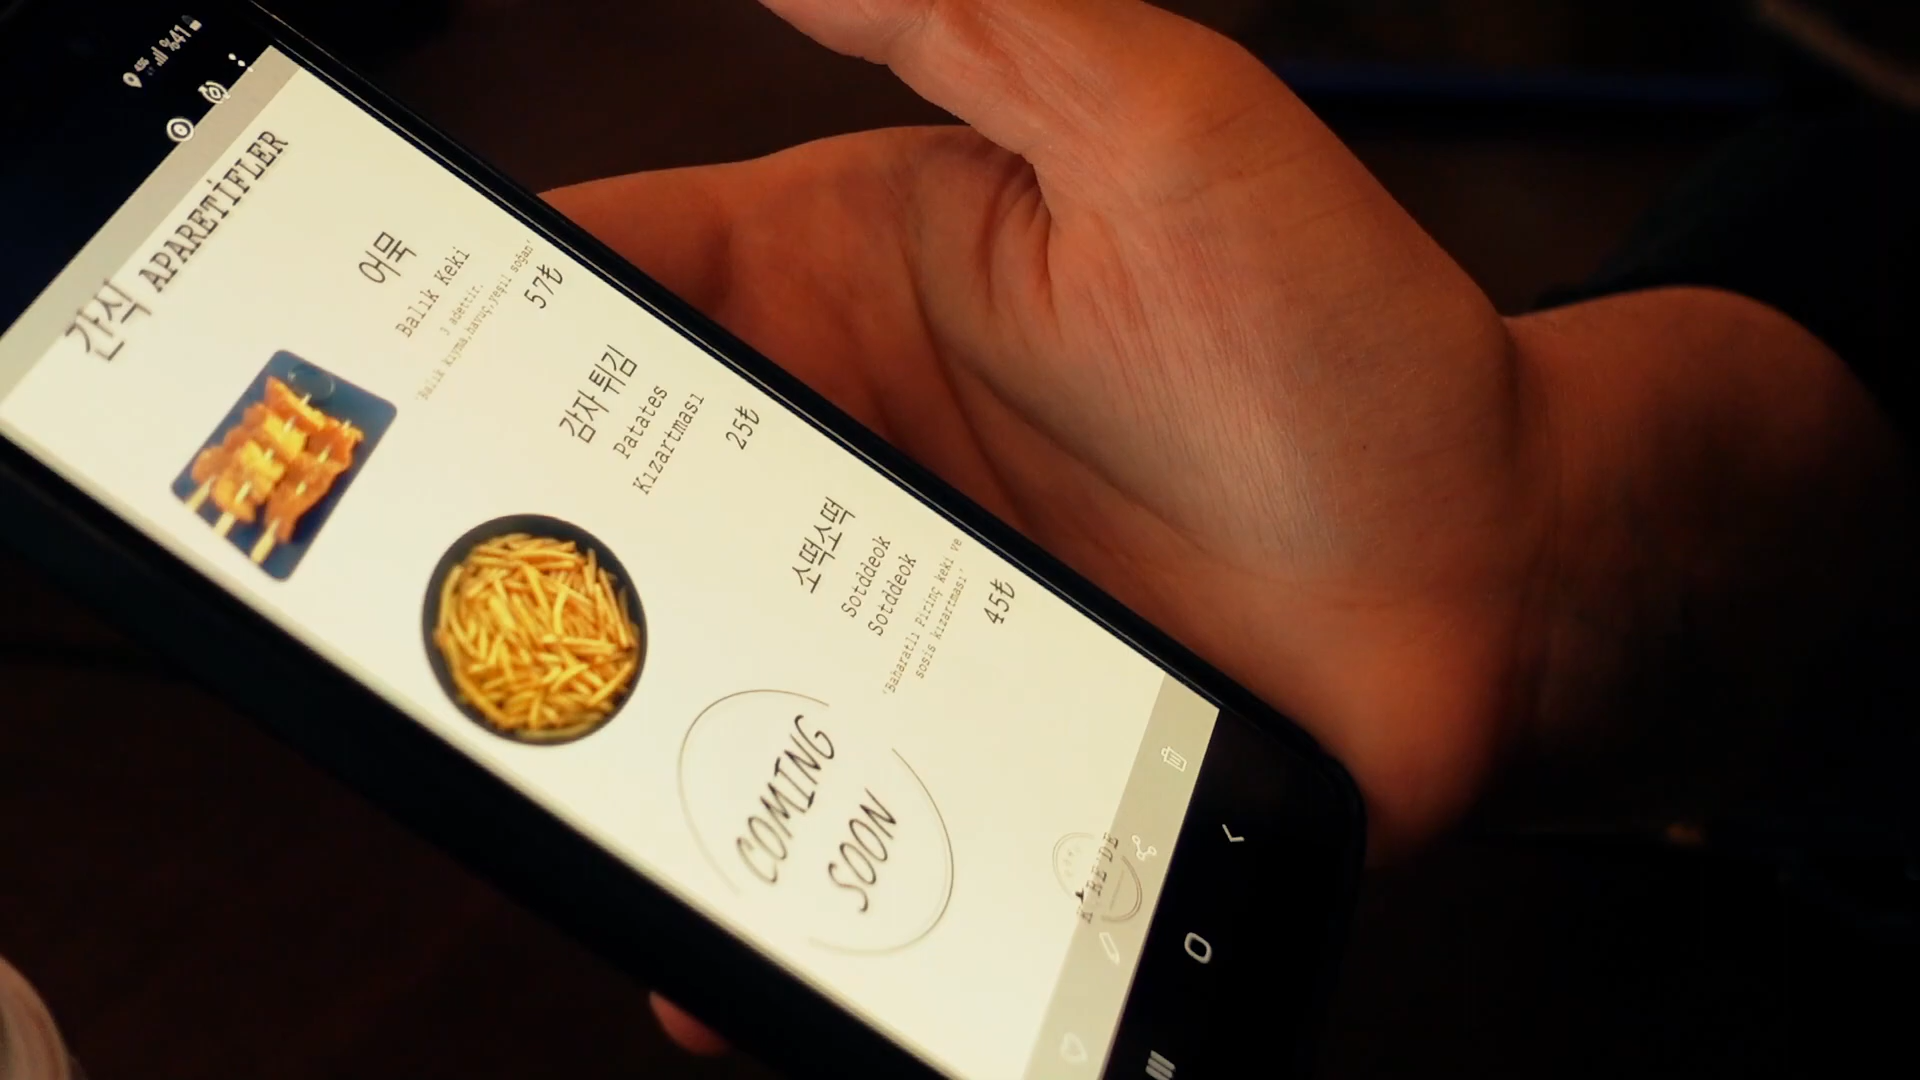 %41
간식 APARETİFLER
어묵
Balık Keki
3 adettir.
'Balık kıyma,havuç,yeşil soğan'
57₺
감자 튀김
Patates
Kızartması
25₺
소떡소떡
Sotddeok
Sotddeok
'Baharatlı Pirinç keki ve
sosis kızartması'
45₺
COMING
SOON